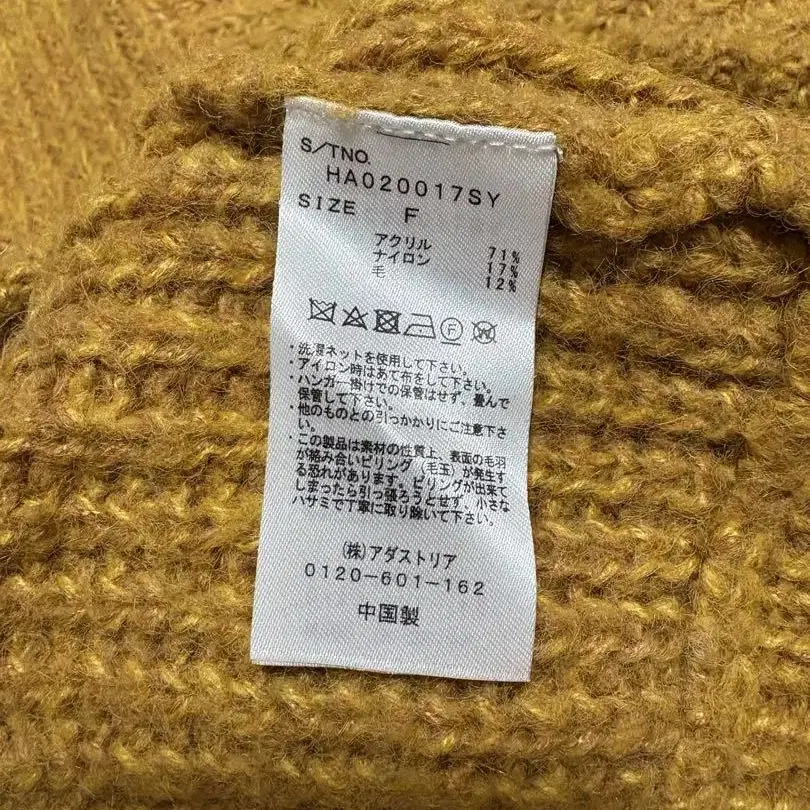 S/TNO.
HA020017SY
SIZE F
アクリル 71%
ナイロン 17%
毛 12%
・洗濯ネットを使用して下さい。
・アイロン時はあて布をして下さい。
・ハンガー掛けでの保管はせず、畳んで
保管して下さい。
・他のものとの引っかかりにご注意下さ
い。
・この製品は素材の性質上、表面の毛羽
が絡み合いピリング(毛玉)が発生す
る恐れがあります。ピリングが出来て
しまったら引っ張ろうとせず、小さな
ハサミで丁寧に取り除いて下さい。
(株)アダストリア
0120-601-162
中国製